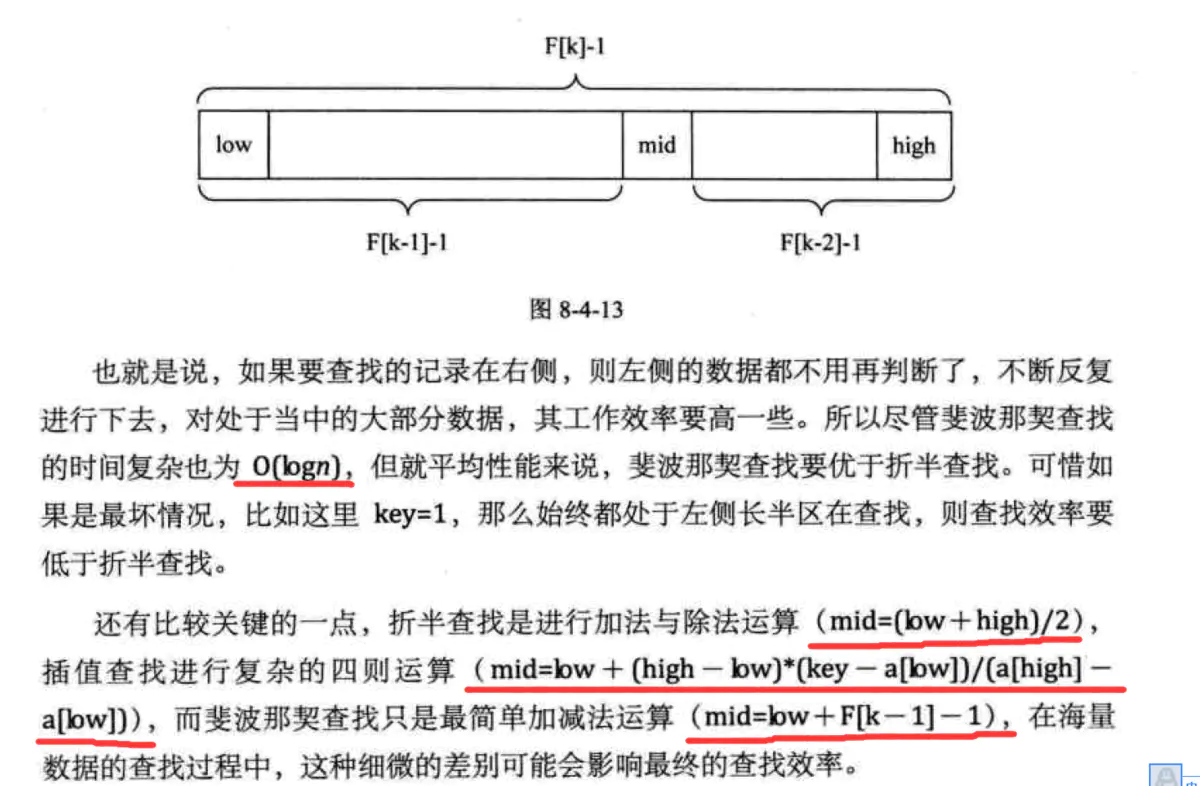 F[k]-1
low mid high
F[k-1]-1 F[k-2]-1
图 8-4-13
也就是说，如果要查找的记录在右侧，则左侧的数据都不用再判断了，不断反复
进行下去，对处于当中的大部分数据，其工作效率要高一些。所以尽管斐波那契查找
的时间复杂也为 O(logn)，但就平均性能来说，斐波那契查找要优于折半查找。可惜如
果是最坏情况，比如这里 key=1，那么始终都处于左侧长半区在查找，则查找效率要
低于折半查找。
还有比较关键的一点，折半查找是进行加法与除法运算（mid=(low+high)/2），
插值查找进行复杂的四则运算（mid=low+(high-low)*(key-a[low])/(a[high]-
a[low])），而斐波那契查找只是最简单加减法运算（mid=low+F[k-1]-1），在海量
数据的查找过程中，这种细微的差别可能会影响最终的查找效率。